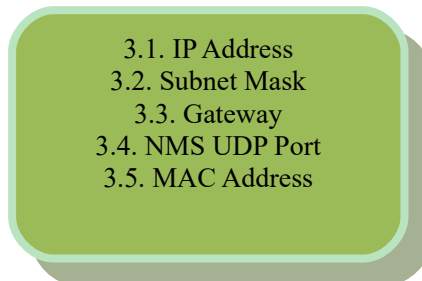 3.1. IP Address
3.2. Subnet Mask
3.3. Gateway
3.4. NMS UDP Port
3.5. MAC Address